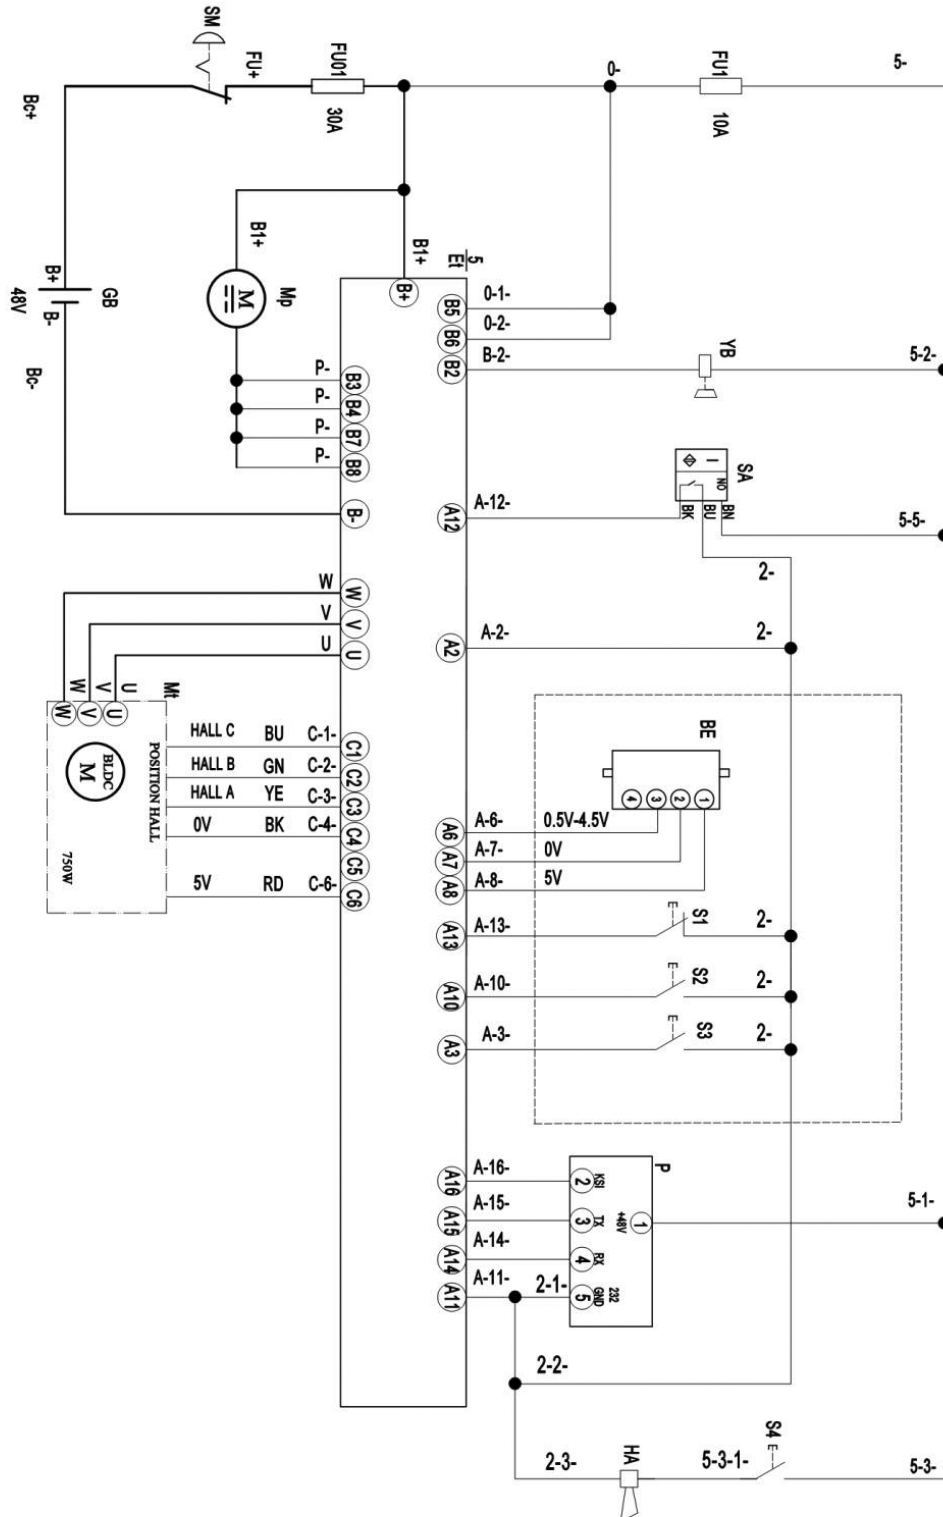 SM
FU+
FU01
30A
Bc+
0-
FU1
10A
5-
B1+
M
Mp
B1+
5
Et
B+
GB
B+
B-
48V
Bc-
B5
0-1-
B6
0-2-
B2
B-2-
YB
5-2-
P-
B3
P-
B4
P-
B7
P-
B8
B-
A12
A-12-
SA
I
NO
BK
BU
BN
5-5-
2-
W
W
V
V
U
U
A2
A-2-
2-
W
V
U
Mt
W
V
U
BLDC
M
POSITION HALL
750W
HALL C BU C-1- C1
HALL B GN C-2- C2
HALL A YE C-3- C3
0V BK C-4- C4
C5
5V RD C-6- C6
BE
4
3
2
1
A6 A-6- 0.5V-4.5V
A7 A-7- 0V
A8 A-8- 5V
A13 A-13- S1 2-
A10 A-10- S2 2-
A3 A-3- S3 2-
P
A16 A-16- 2 KSI
A15 A-15- 3 TX
+48V 1
5-1-
A14 A-14- 4 RX
A11 A-11- 2-1- 5 GND
232
2-2-
2-3-
HA
5-3-1-
S4
5-3-